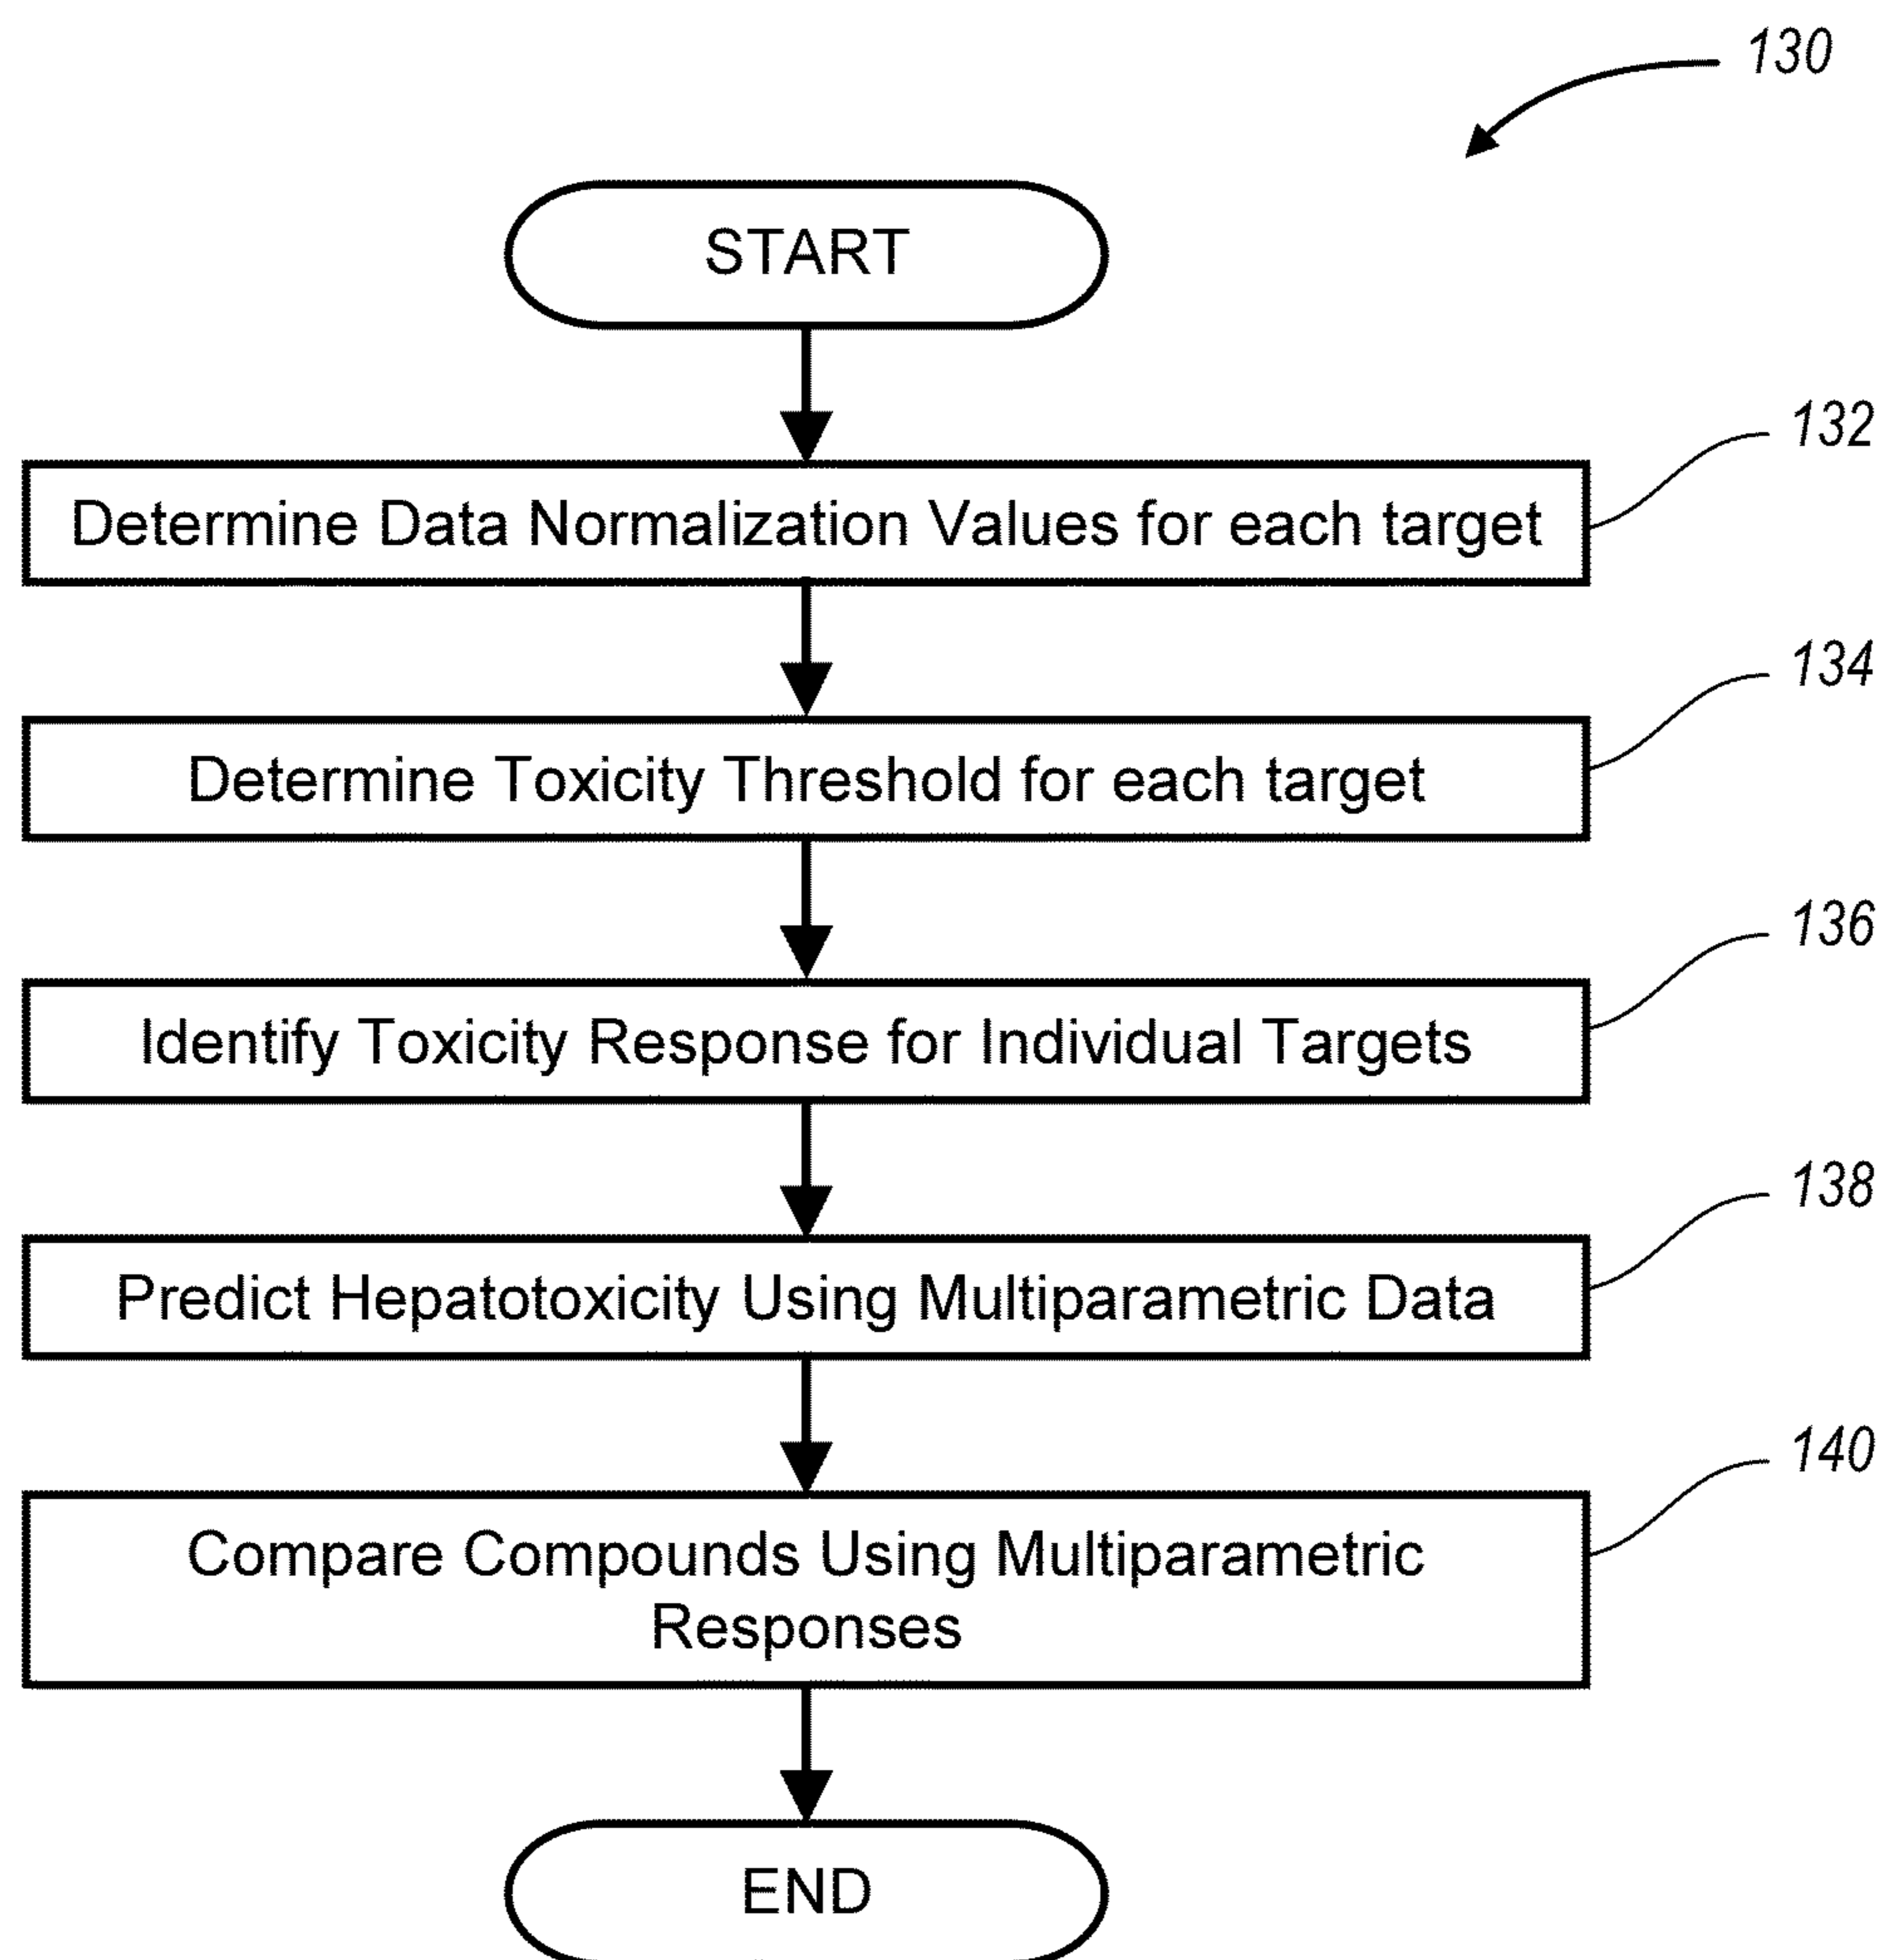 130
START
132
Determine Data Normalization Values for each target
134
Determine Toxicity Threshold for each target
136
Identify Toxicity Response for Individual Targets
138
Predict Hepatotoxicity Using Multiparametric Data
140
Compare Compounds Using Multiparametric
Responses
END